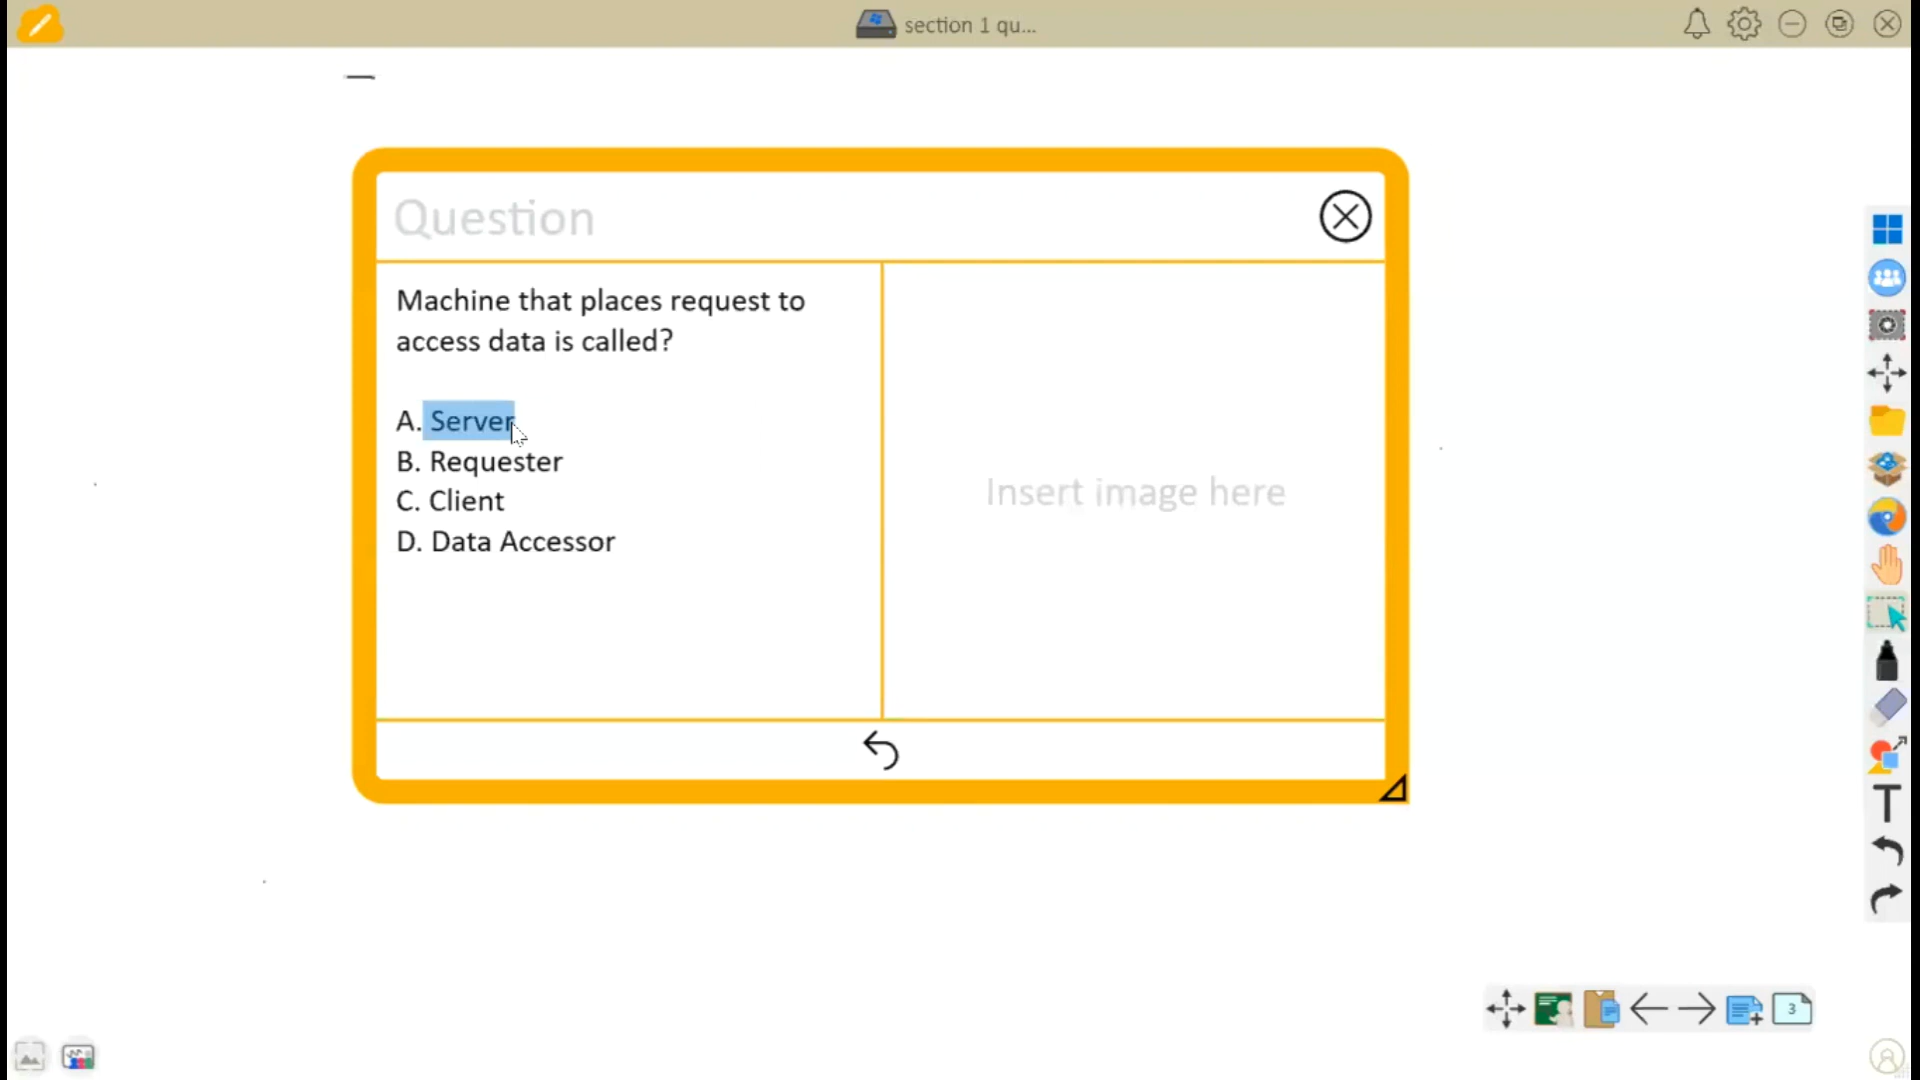 section 1 qu...
Question
Machine that places request to
access data is called?
A. Server
B. Requester
C. Client
D. Data Accessor
Insert image here
T
3